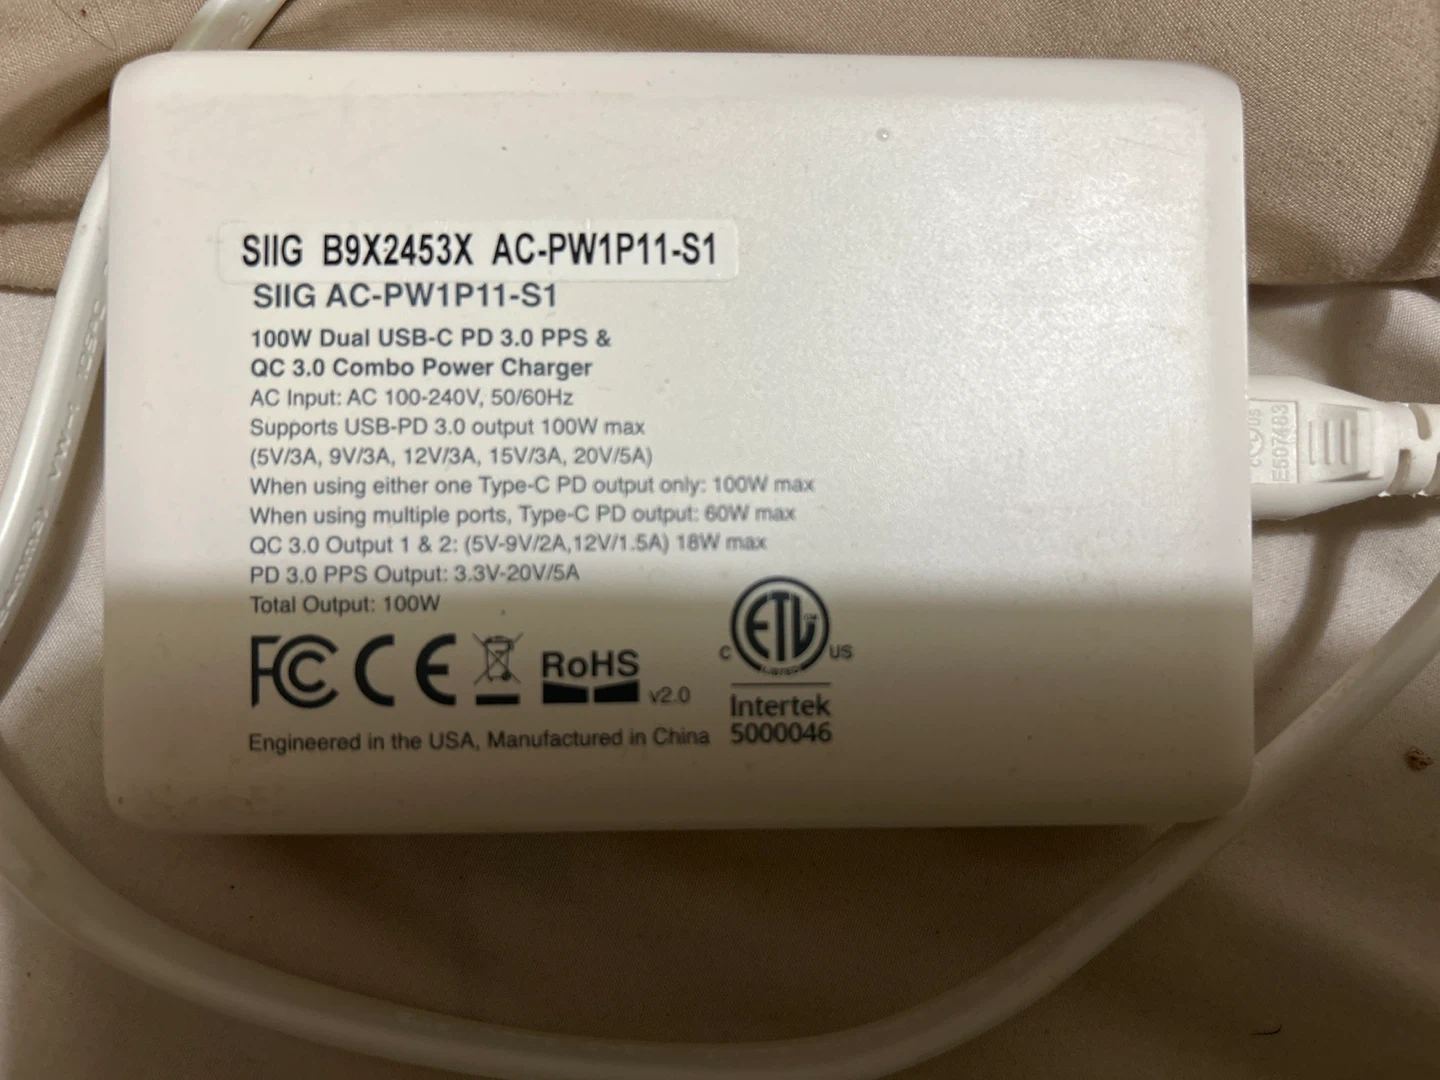 SIIG B9X2453X AC-PW1P11-S1
SIIG AC-PW1P11-S1
100W Dual USB-C PD 3.0 PPS &
QC 3.0 Combo Power Charger
AC Input: AC 100-240V, 50/60Hz
Supports USB-PD 3.0 output 100W max
(5V/3A, 9V/3A, 12V/3A, 15V/3A, 20V/5A)
When using either one Type-C PD output only: 100W max
When using multiple ports, Type-C PD output: 60W max
QC 3.0 Output 1 & 2: (5V-9V/2A,12V/1.5A) 18W max
PD 3.0 PPS Output: 3.3V-20V/5A
Total Output: 100W
FC CE RoHS v2.0
C ETL US
Intertek
5000046
Engineered in the USA, Manufactured in China
c US
E507483
VW-1